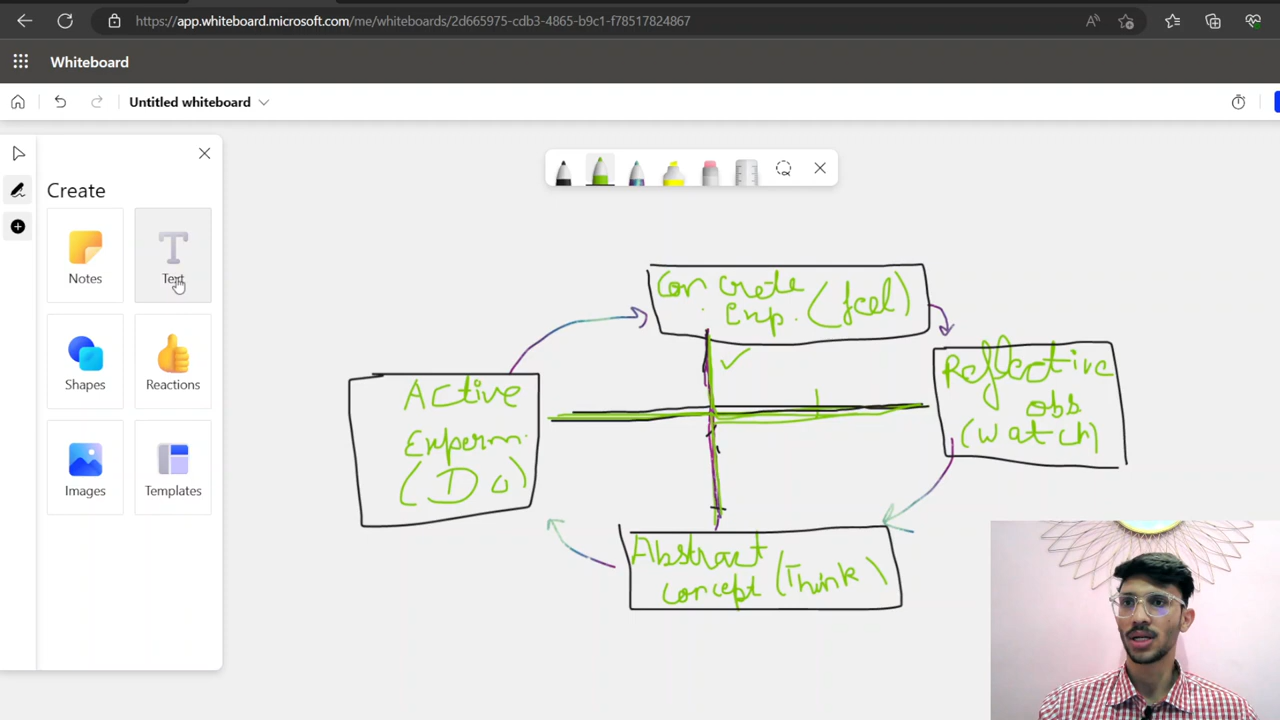 https://app.whiteboard.microsoft.com/me/whiteboards/2d665975-cdb3-4865-b9c1-f78517824867
Whiteboard
Untitled whiteboard
Create
Notes
Text
Shapes
Reactions
Images
Templates
Concrete
Exp. (feel)
Reflective
obs
(Watch)
Active
Experm.
(Do)
Abstract
concept (Think)